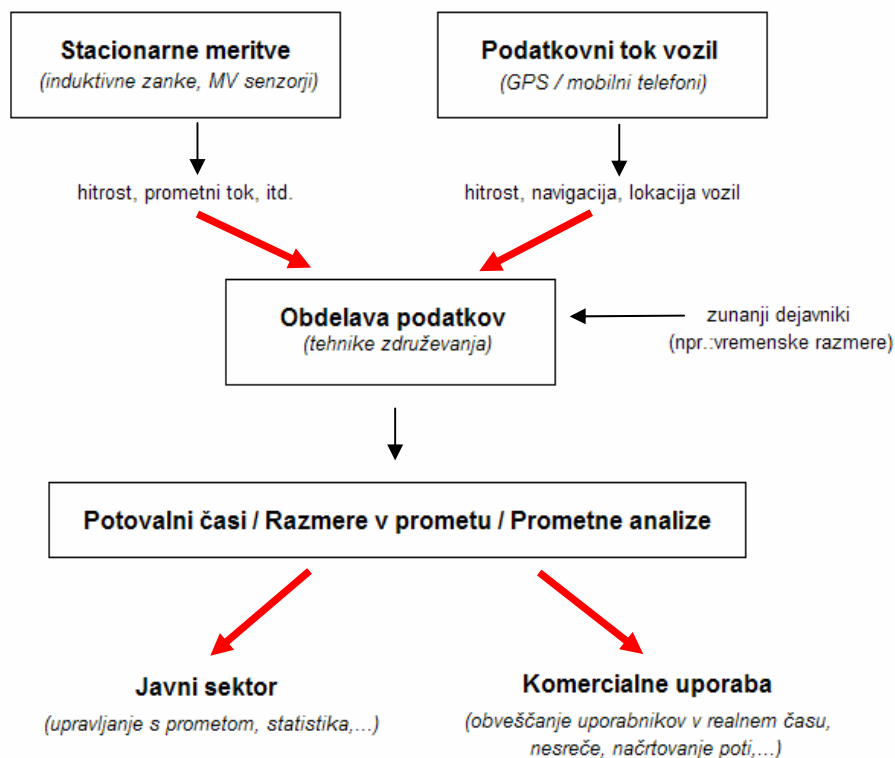 Stacionarne meritve
(induktivne zanke, MV senzorji)
Podatkovni tok vozil
(GPS / mobilni telefoni)
hitrost, prometni tok, itd.
hitrost, navigacija, lokacija vozil
Obdelava podatkov
(tehnike združevanja)
zunanji dejavniki
(npr.:vremenske razmere)
Potovalni časi / Razmere v prometu / Prometne analize
Javni sektor
(upravljanje s prometom, statistika,...)
Komercialne uporaba
(obveščanje uporabnikov v realnem času,
nesreče, načrtovanje poti,...)